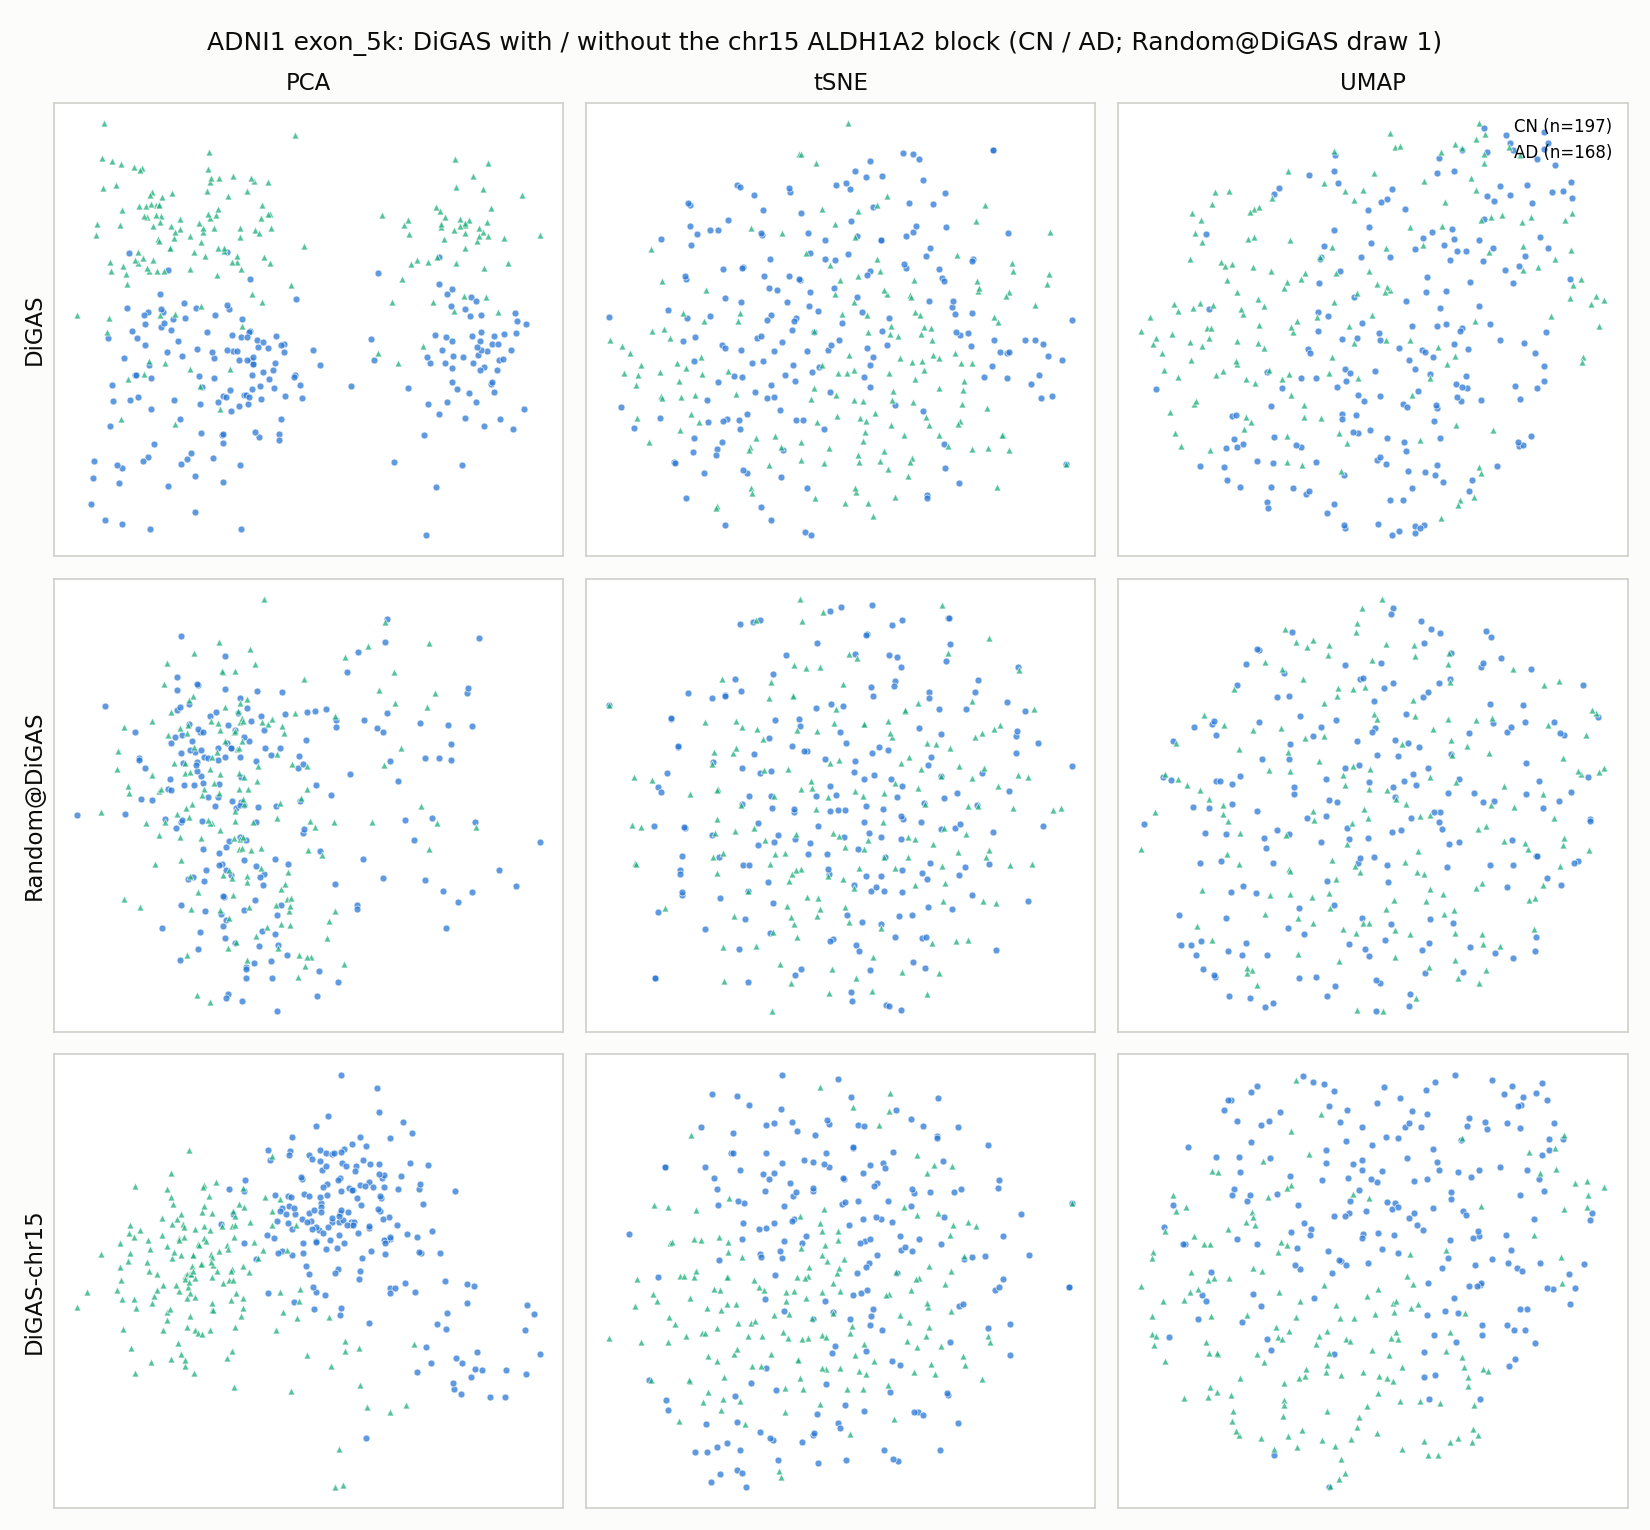 ADNI1 exon_5k: DiGAS with / without the chr15 ALDH1A2 block (CN / AD; Random@DiGAS draw 1)
PCA
tSNE
UMAP
CN (n=197)
AD (n=168)
DiGAS
Random@DiGAS
DiGAS-chr15